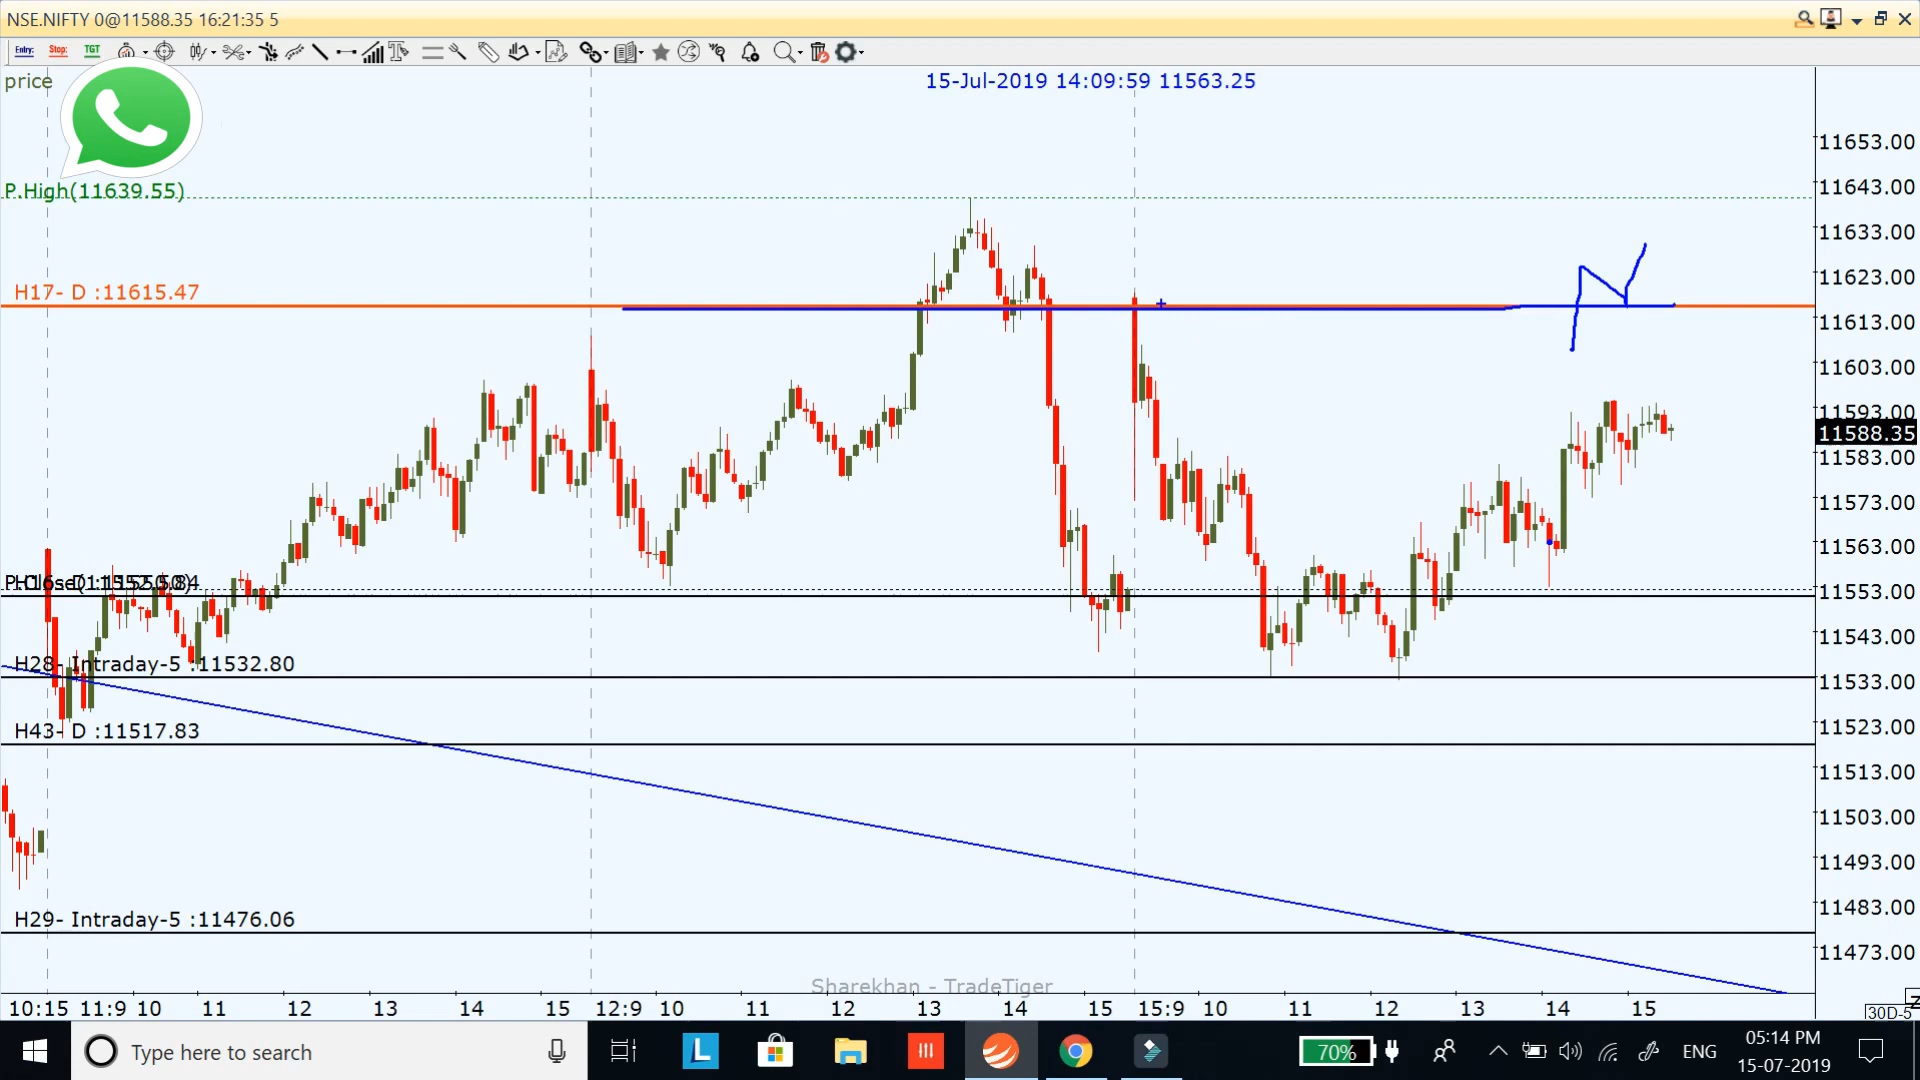 NSE.NIFTY 0@11588.35 16:21:35 5
Entry: Stop: TGT
price
15-Jul-2019 14:09:59 11563.25
11653.00
P.High(11639.55)
11643.00
11633.00
H17- D :11615.47
11623.00
11613.00
11603.00
11593.00
11588.35
11583.00
11573.00
11563.00
11553.00
11543.00
H28- Intraday-5 :11532.80
11533.00
11523.00
H43- D :11517.83
11513.00
11503.00
11493.00
11483.00
H29- Intraday-5 :11476.06
11473.00
Sharekhan - TradeTiger
10:15 11:9 10 11 12 13 14 15 12:9 10 11 12 13 14 15 15:9 10 11 12 13 14 15
30D-5
Type here to search
L
70%
ENG
05:14 PM
15-07-2019